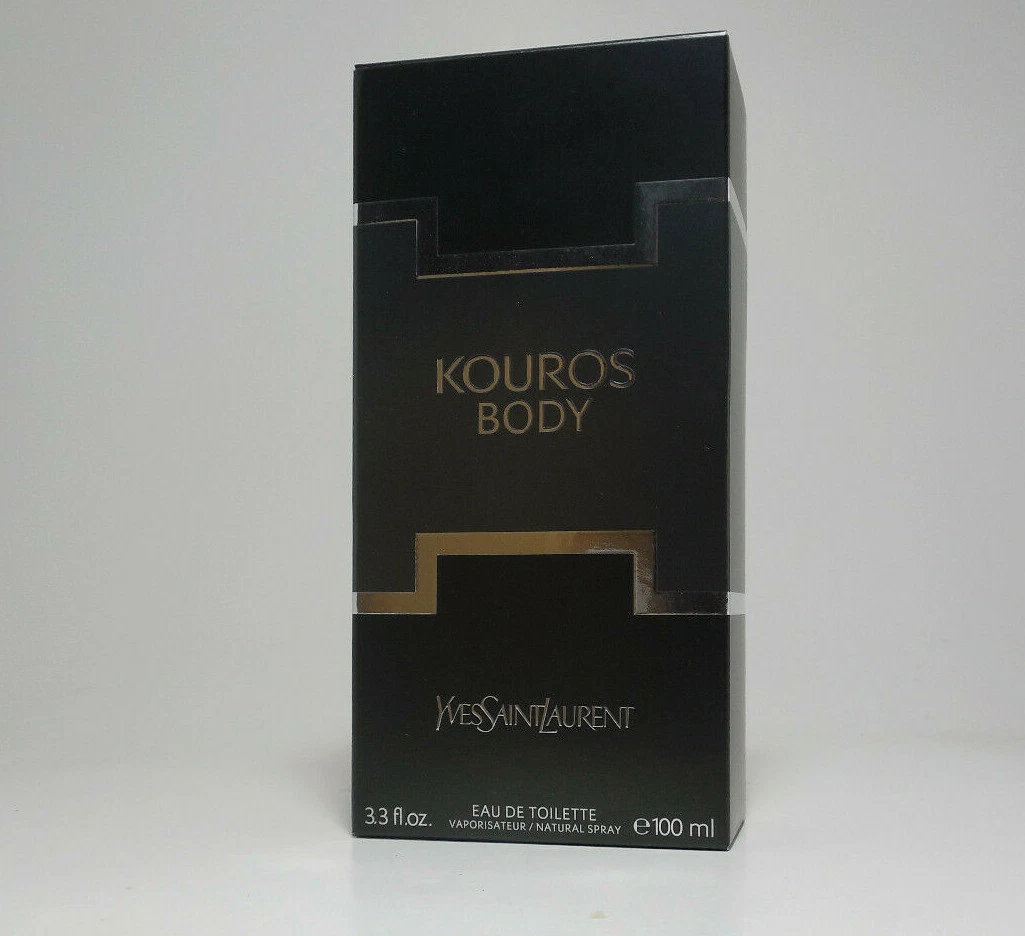 KOUROS
BODY
YVESSAINTLAURENT
3.3 fl.oz. EAU DE TOILETTE ℮100 ml
VAPORISATEUR / NATURAL SPRAY